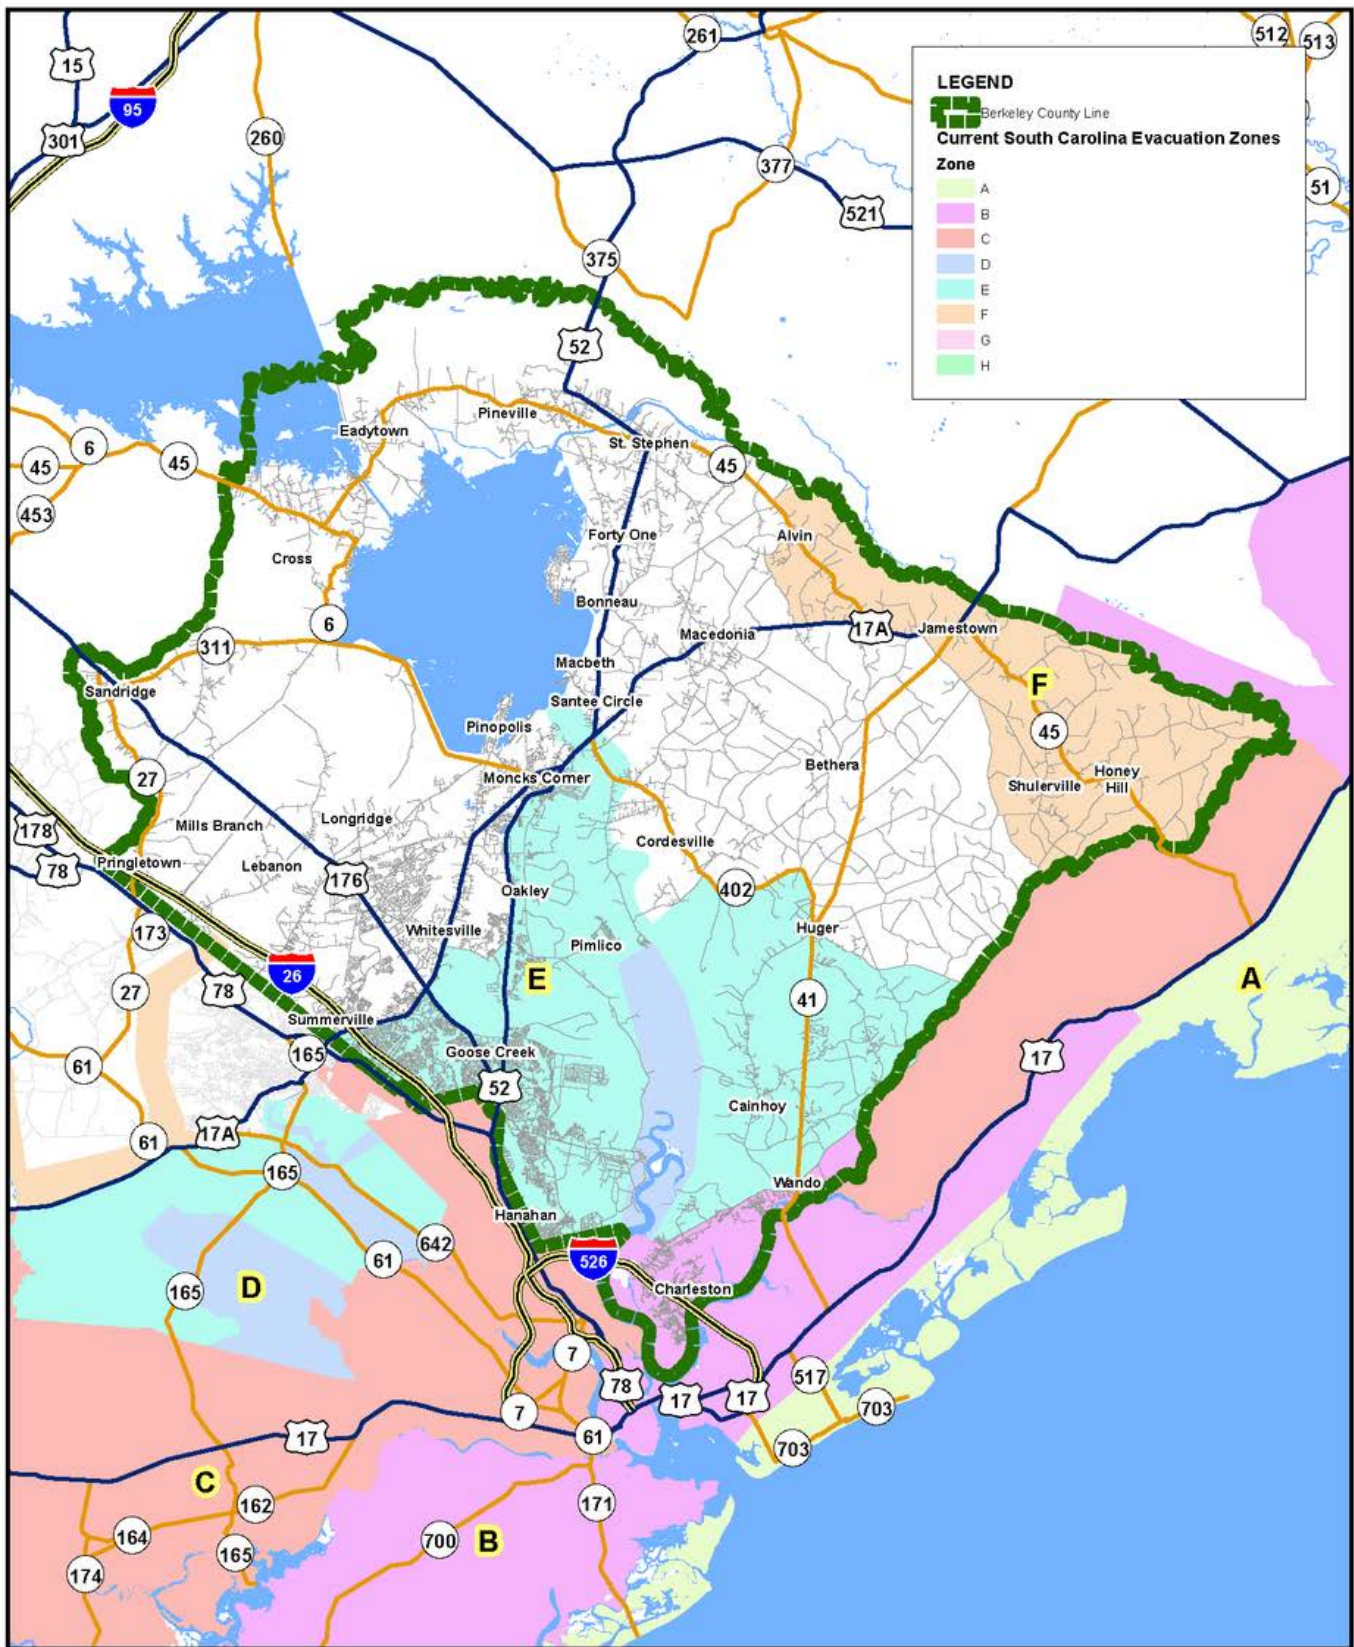 261
512
513
15
95
301
260
377
521
51
LEGEND
Berkeley County Line
Current South Carolina Evacuation Zones
Zone
A
B
C
D
E
F
G
H
375
52
Pineville
Eadytown
St. Stephen
6
45
45
45
453
Forty One
Alvin
Cross
Bonneau
6
17A
Jamestown
Macedonia
311
Macbeth
Sandridge
Santee Circle
F
Pinopolis
45
Bethera
27
Moncks Corner
Shulerville
Honey
Hill
Mills Branch
Longridge
178
Cordesville
78
Pringletown
Lebanon
176
Oakley
402
173
Whitesville
Huger
Pimlico
26
E
A
27
78
41
Summerville
165
Goose Creek
17
61
52
Cainhoy
17A
61
165
Wando
Hanahan
642
61
526
D
165
Charleston
7
517
78
17
17
7
703
61
17
703
C
162
171
164
700
B
165
174